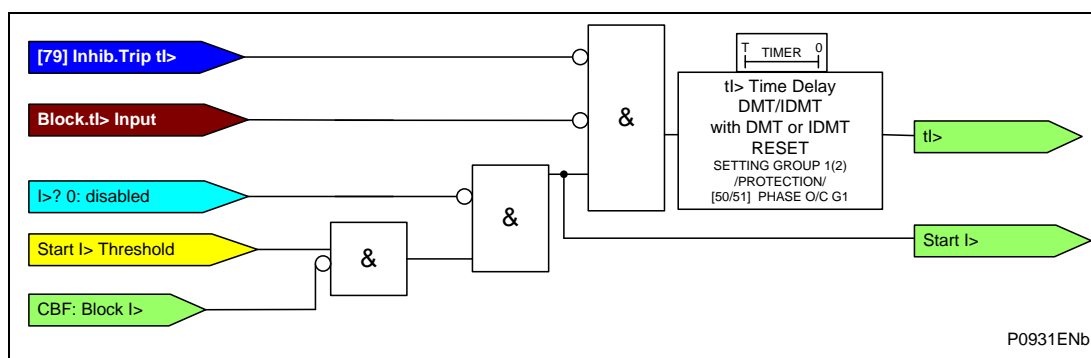 [79] Inhib.Trip tI>
Block.tI> Input
I>? 0: disabled
Start I> Threshold
CBF: Block I>
&
&
&
T TIMER 0
tI> Time Delay
DMT/IDMT
with DMT or IDMT
RESET
SETTING GROUP 1(2)
/PROTECTION/
[50/51] PHASE O/C G1
tI>
Start I>
P0931ENb